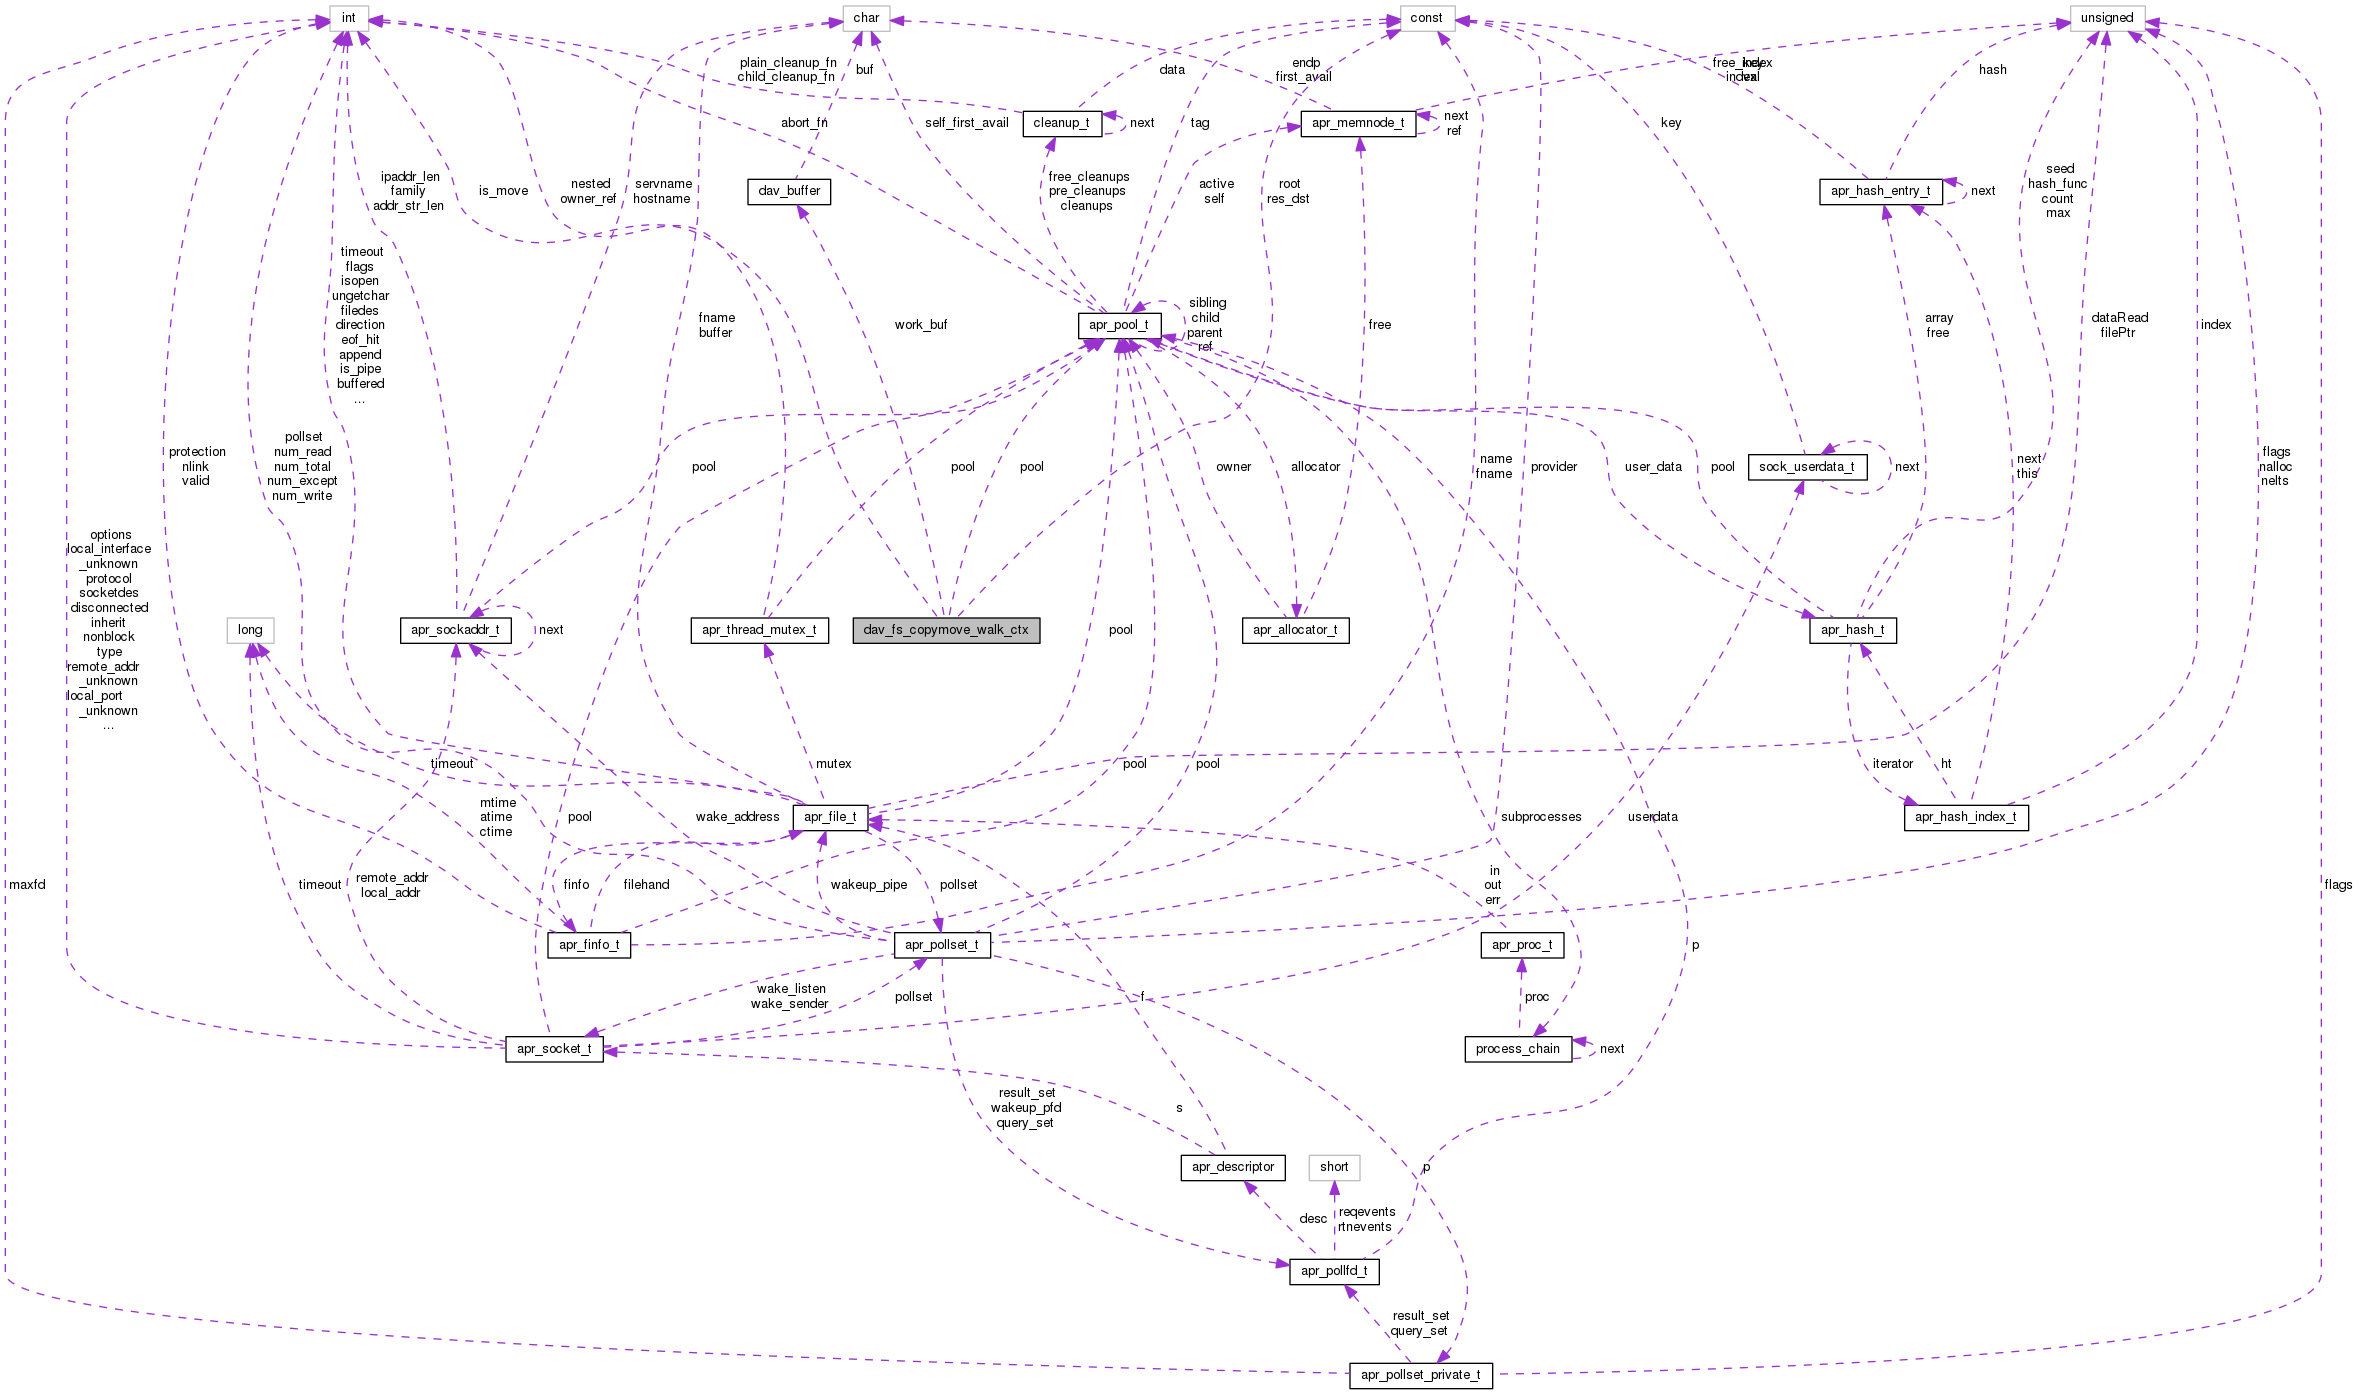 int
char
const
unsigned
plain_cleanup_fn
child_cleanup_fn
buf
data
endp
first_avail
hash
cleanup_t
next
apr_memnode_t
next
ref
abort_fn
self_first_avail
tag
key
dav_buffer
free_cleanups
pre_cleanups
cleanups
active
self
root
res_dst
apr_hash_entry_t
next
seed
hash_func
count
max
ipaddr_len
family
addr_str_len
is_move
nested
owner_ref
servname
hostname
timeout
flags
isopen
ungetchar
filedes
direction
eof_hit
append
is_pipe
buffered
...
fname
buffer
work_buf
apr_pool_t
sibling
child
parent
ref
free
array
free
dataRead
filePtr
index
protection
nlink
valid
pollset
num_read
num_total
num_except
num_write
pool
pool
pool
owner
allocator
name
fname
provider
user_data
pool
sock_userdata_t
next
next
this
flags
nalloc
nelts
options
local_interface
_unknown
protocol
socketdes
disconnected
inherit
nonblock
type
remote_addr
_unknown
local_port
_unknown
...
long
apr_sockaddr_t
next
apr_thread_mutex_t
dav_fs_copymove_walk_ctx
pool
apr_allocator_t
apr_hash_t
timeout
mutex
pool
pool
iterator
ht
mtime
atime
ctime
pool
wake_address
apr_file_t
subprocesses
userdata
apr_hash_index_t
maxfd
timeout
remote_addr
local_addr
finfo
filehand
wakeup_pipe
pollset
in
out
err
flags
apr_finfo_t
apr_pollset_t
apr_proc_t
p
wake_listen
wake_sender
pollset
f
proc
apr_socket_t
process_chain
next
result_set
wakeup_pfd
query_set
s
apr_descriptor
short
p
desc
reqevents
rtnevents
apr_pollfd_t
result_set
query_set
apr_pollset_private_t